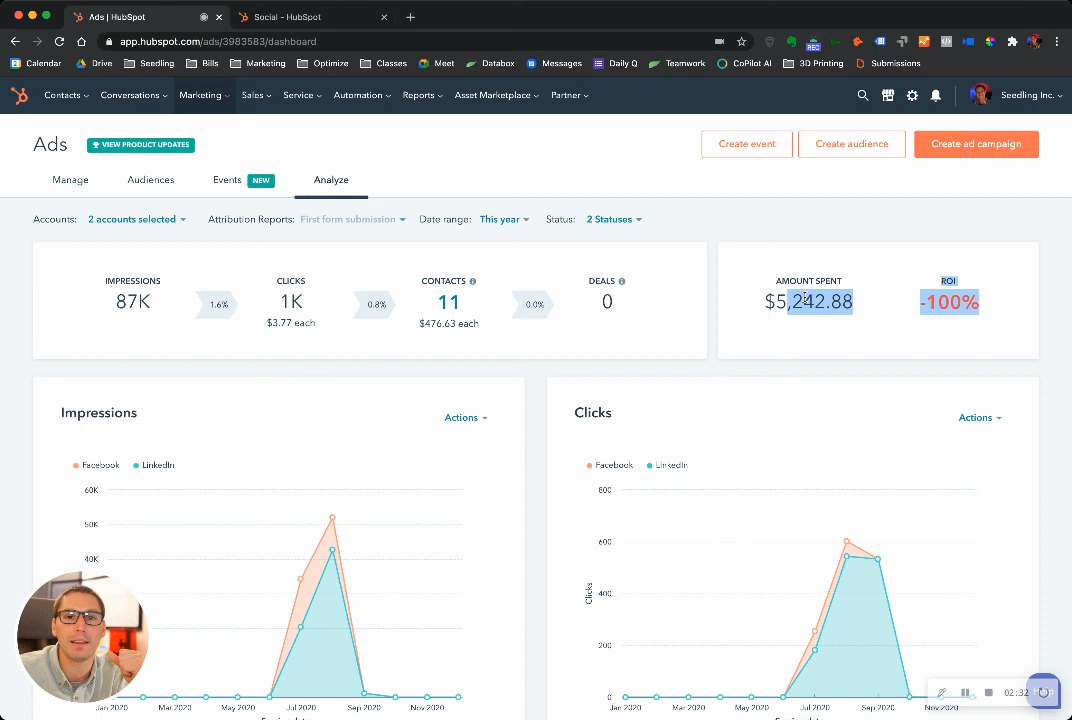 Ads | HubSpot
Social - HubSpot
app.hubspot.com/ads/3983583/dashboard
REC
Calendar
Drive
Seedling
Bills
Marketing
Optimize
Classes
Meet
Databox
Messages
Daily Q
Teamwork
CoPilot AI
3D Printing
Submissions
Contacts
Conversations
Marketing
Sales
Service
Automation
Reports
Asset Marketplace
Partner
Seedling Inc.
Ads
VIEW PRODUCT UPDATES
Create event
Create audience
Create ad campaign
Manage
Audiences
Events NEW
Analyze
Accounts: 2 accounts selected
Attribution Reports: First form submission
Date range: This year
Status: 2 Statuses
IMPRESSIONS
87K
1.6%
CLICKS
1K
$3.77 each
0.8%
CONTACTS
11
$476.63 each
0.0%
DEALS
0
AMOUNT SPENT
$5,242.88
ROI
-100%
Impressions
Actions
Facebook
LinkedIn
60K
50K
40K
Jan 2020
Mar 2020
May 2020
Jul 2020
Sep 2020
Nov 2020
Clicks
Actions
Facebook
LinkedIn
800
600
400
200
0
Clicks
Jan 2020
Mar 2020
May 2020
Jul 2020
Sep 2020
Nov 2020
02:32
Help